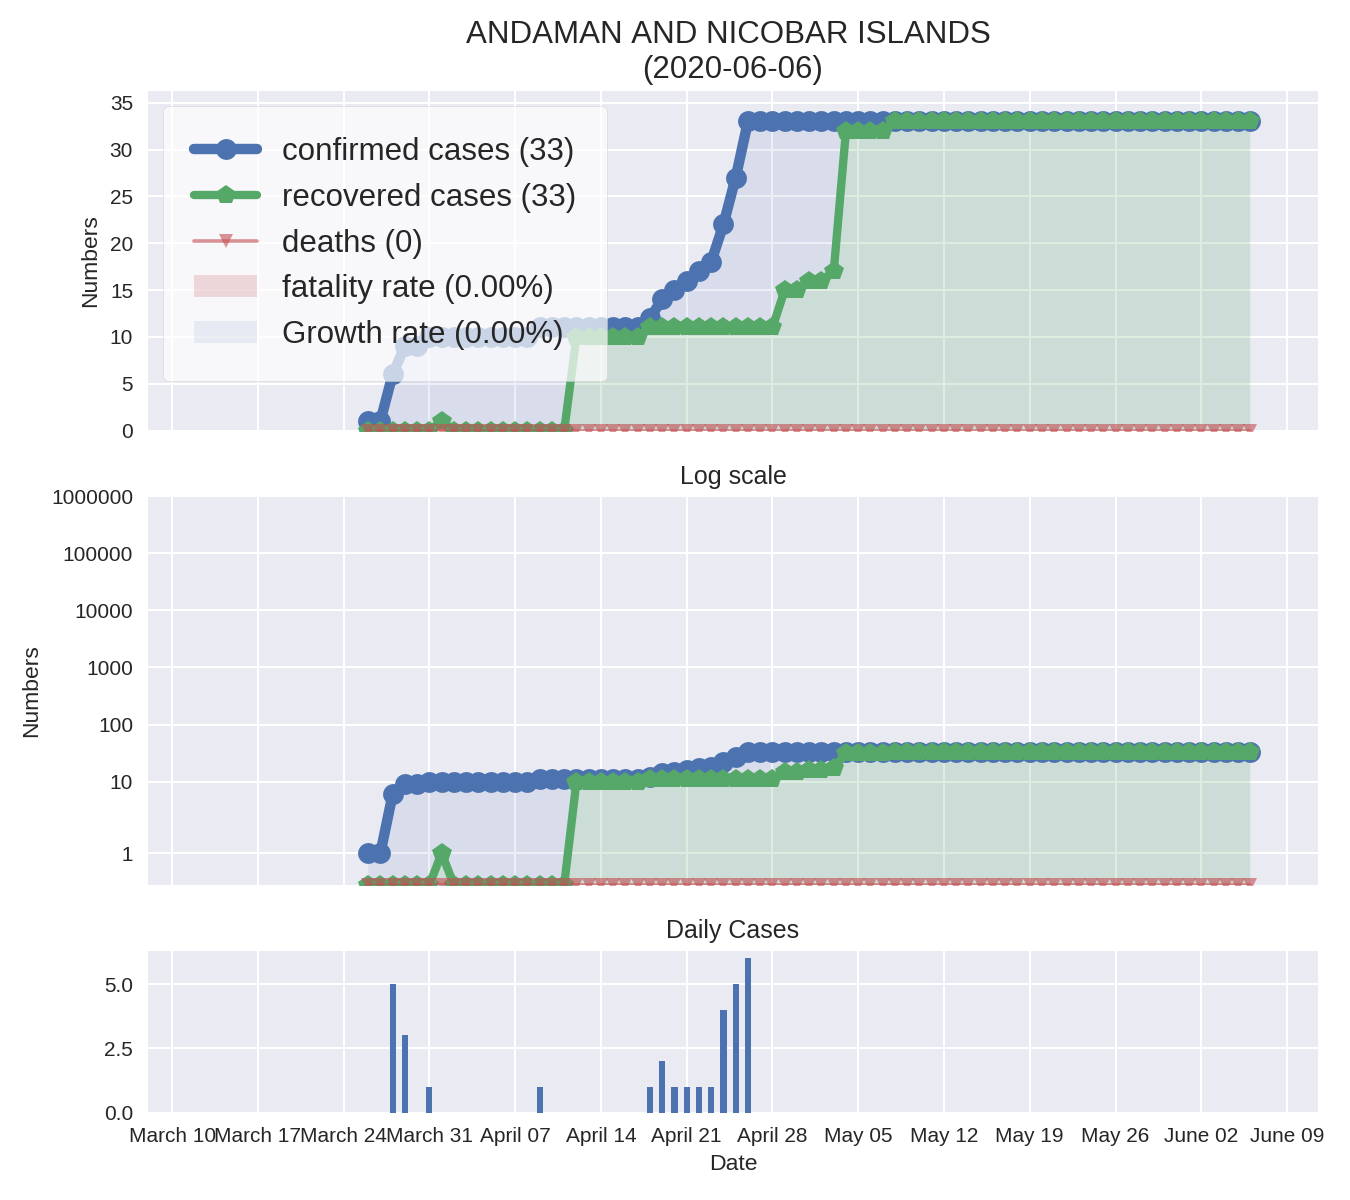 ANDAMAN AND NICOBAR ISLANDS
(2020-06-06)
35
30
25
20
15
10
5
0
Numbers
confirmed cases (33)
recovered cases (33)
deaths (0)
fatality rate (0.00%)
Growth rate (0.00%)
Log scale
1000000
100000
10000
1000
100
10
1
Numbers
Daily Cases
5.0
2.5
0.0
March 10 March 17 March 24 March 31 April 07 April 14 April 21 April 28 May 05 May 12 May 19 May 26 June 02 June 09
Date